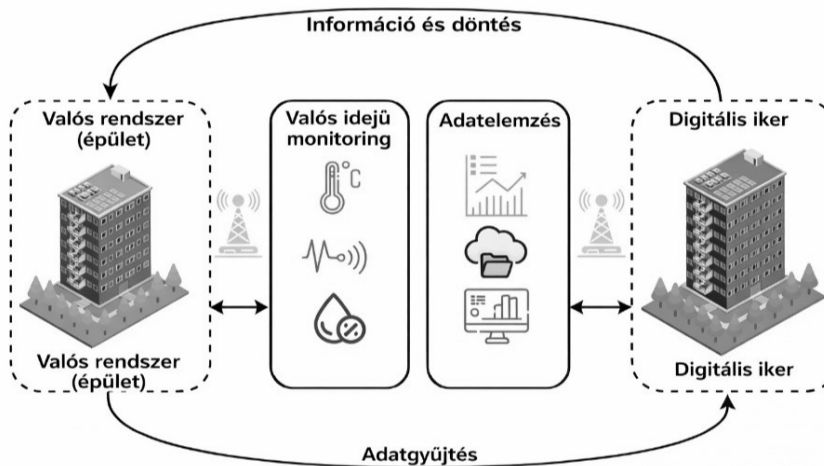 Információ és döntés
Valós rendszer
(épület)
Valós idejű
monitoring
Adatelemzés
Digitális iker
°C
%
Valós rendszer
(épület)
Digitális iker
Adatgyűjtés